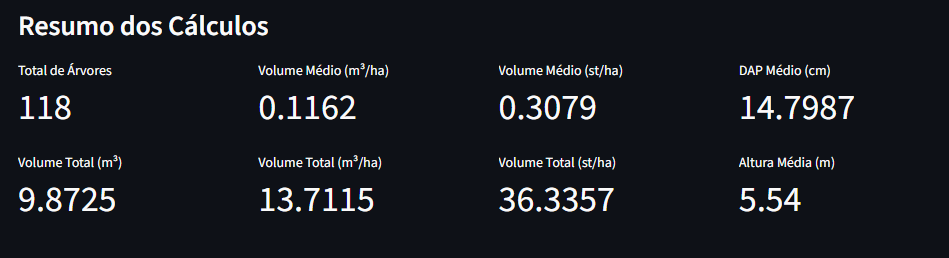 Resumo dos Cálculos
Total de Árvores
118
Volume Médio (m³/ha)
0.1162
Volume Médio (st/ha)
0.3079
DAP Médio (cm)
14.7987
Volume Total (m³)
9.8725
Volume Total (m³/ha)
13.7115
Volume Total (st/ha)
36.3357
Altura Média (m)
5.54